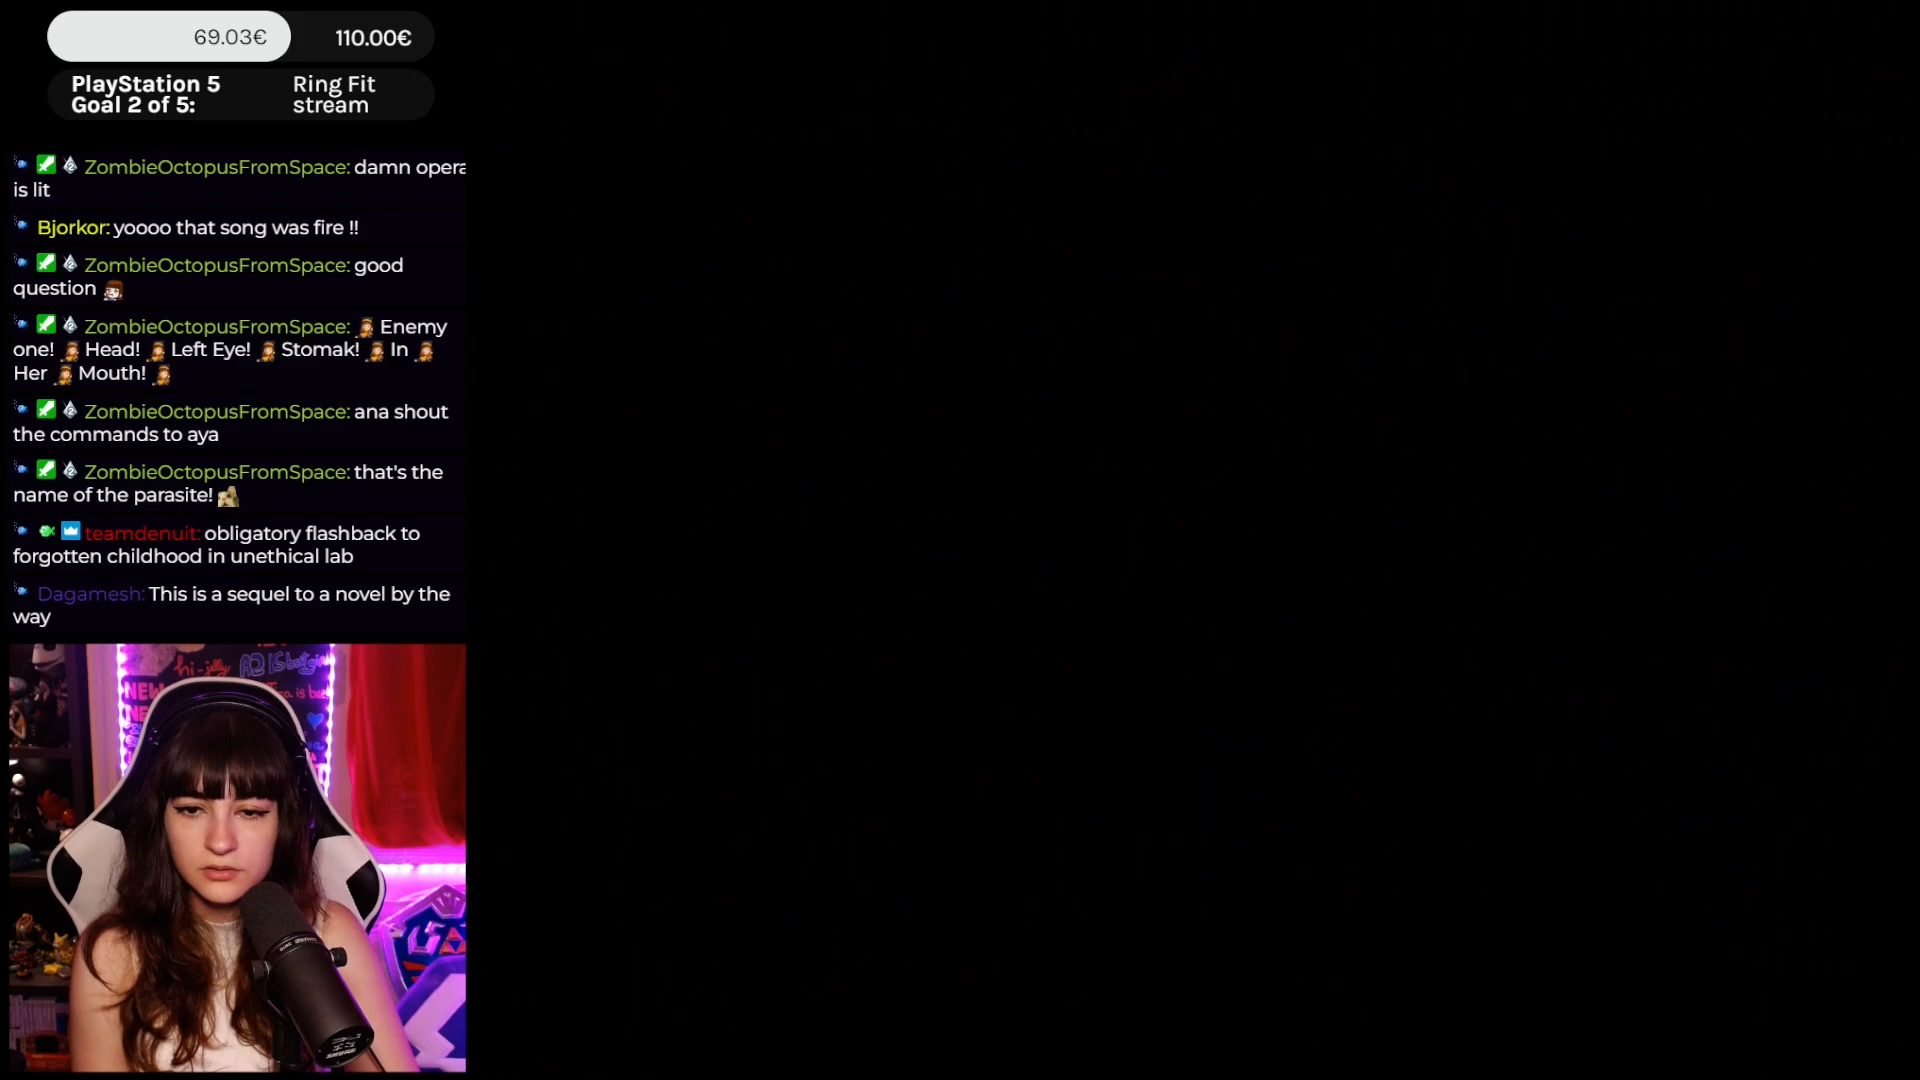 69.03€
110.00€
PlayStation 5
Goal 2 of 5:
Ring Fit
stream
ZombieOctopusFromSpace: damn opera
is lit
Bjorkor: yoooo that song was fire !!
ZombieOctopusFromSpace: good
question
ZombieOctopusFromSpace: Enemy
one! Head! Left Eye! Stomak! In
Her Mouth!
ZombieOctopusFromSpace: ana shout
the commands to aya
ZombieOctopusFromSpace: that's the
name of the parasite!
teamdenuit: obligatory flashback to
forgotten childhood in unethical lab
Dagamesh: This is a sequel to a novel by the
way
hi-jelly
NEW